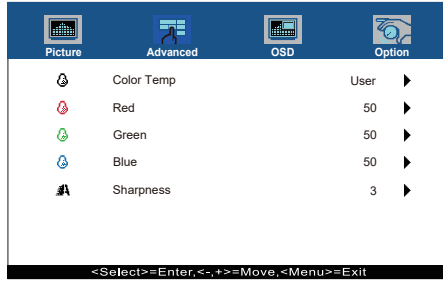 Picture Advanced OSD Option
Color Temp User
Red 50
Green 50
Blue 50
Sharpness 3
<Select>=Enter,<-,+>=Move,<Menu>=Exit